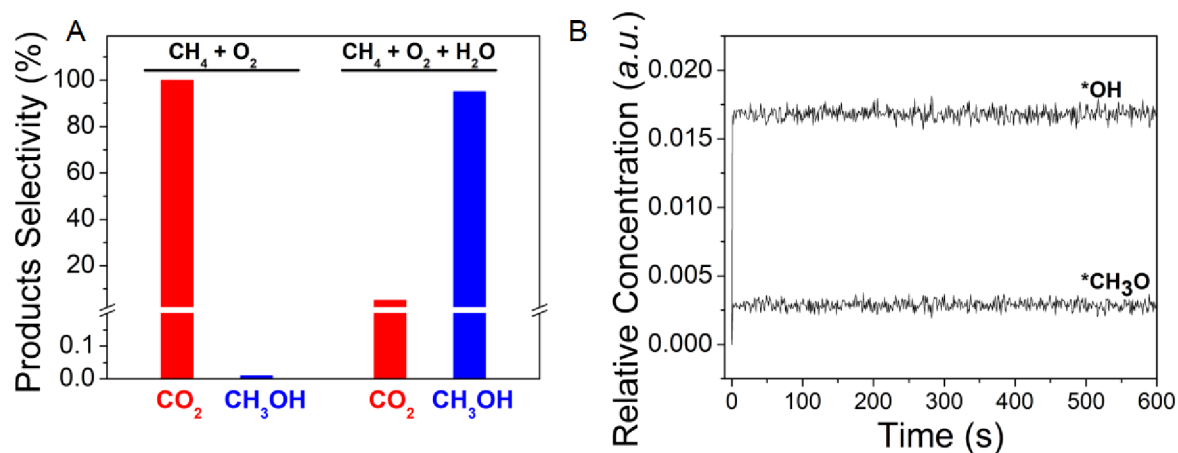 A
Products Selectivity (%)
CH₄ + O₂
CH₄ + O₂ + H₂O
100
80
60
40
20
0.1
0.0
CO₂
CH₃OH
CO₂
CH₃OH
B
Relative Concentration (a.u.)
0.020
0.015
0.010
0.005
0.000
*OH
*CH₃O
0
100
200
300
400
500
600
Time (s)